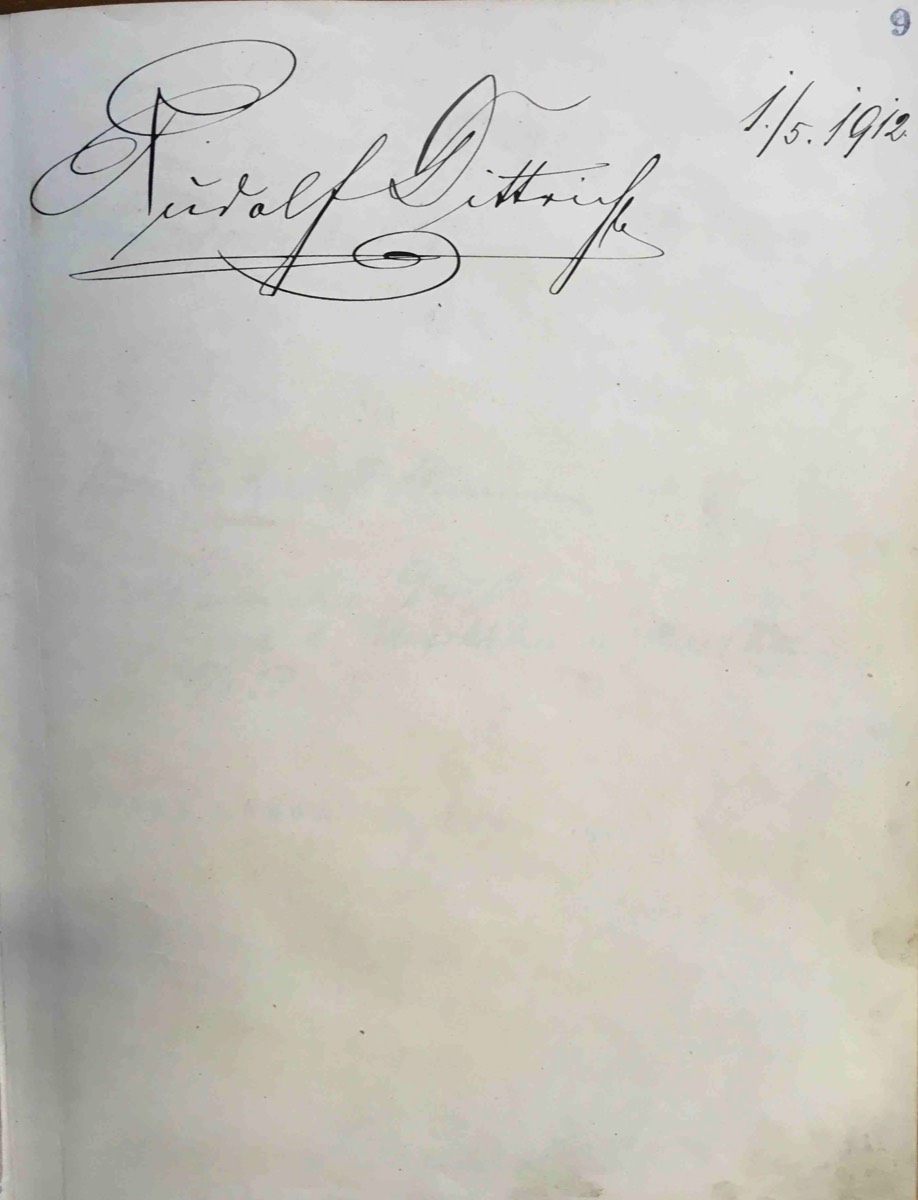 9
Rudolf Dittrich
1./5. 1912.